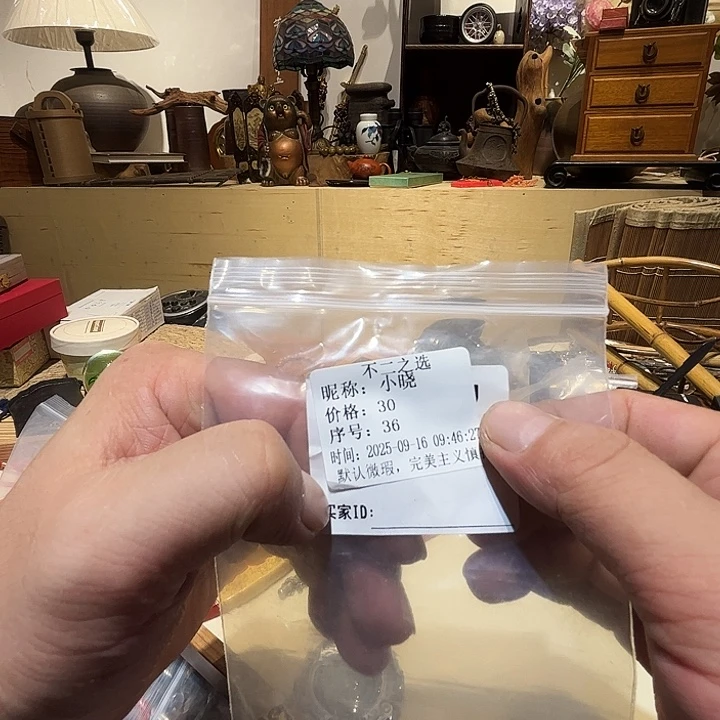 不二之选
昵称：小晓
价格：30
序号：36
时间：2025-09-16 09:46:2
默认微瑕，完美主义慎
买家ID：